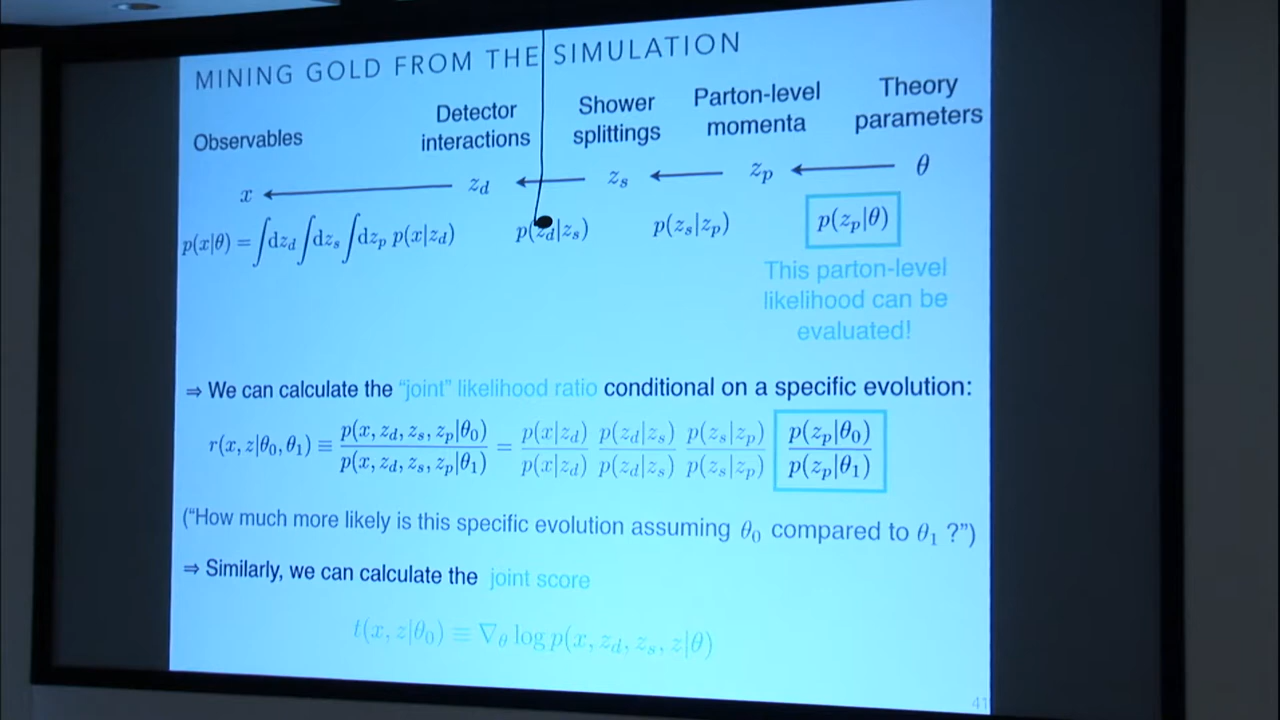 MINING GOLD FROM THE SIMULATION
Observables
Detector
interactions
Shower
splittings
Parton-level
momenta
Theory
parameters
x ← z_d ← z_s ← z_p ← θ
p(x|θ) = ∫dz_d ∫dz_s ∫dz_p p(x|z_d) p(z_d|z_s) p(z_s|z_p) p(z_p|θ)
This parton-level
likelihood can be
evaluated!
⇒ We can calculate the "joint" likelihood ratio conditional on a specific evolution:
r(x, z|θ_0, θ_1) ≡ p(x, z_d, z_s, z_p|θ_0) / p(x, z_d, z_s, z_p|θ_1) = p(x|z_d) / p(x|z_d) p(z_d|z_s) / p(z_d|z_s) p(z_s|z_p) / p(z_s|z_p) p(z_p|θ_0) / p(z_p|θ_1)
("How much more likely is this specific evolution assuming θ_0 compared to θ_1 ?")
⇒ Similarly, we can calculate the joint score
t(x, z|θ_0) ≡ ∇_θ log p(x, z_d, z_s, z|θ)
41